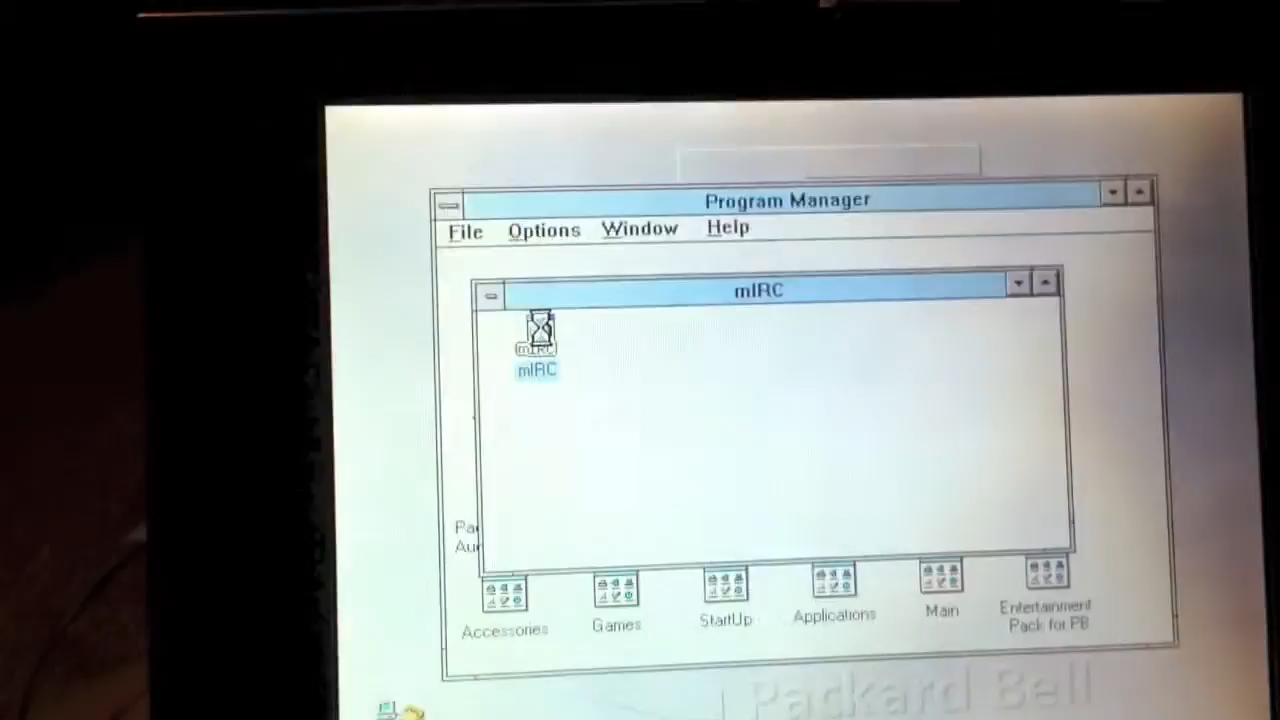 Program Manager
File Options Window Help
mIRC
mIRC
mIRC
Accessories
Games
StartUp
Applications
Main
Entertainment
Pack for PB
Packard Bell